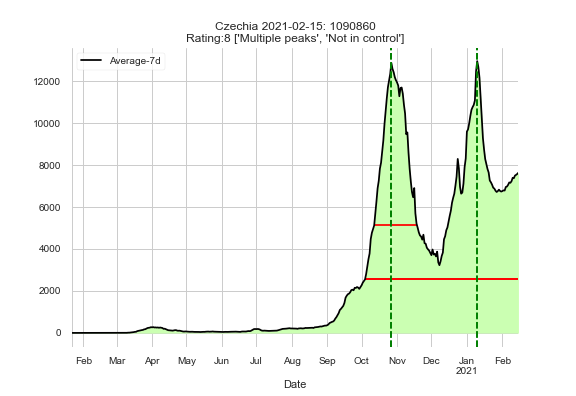 Czechia 2021-02-15: 1090860
Rating:8 ['Multiple peaks', 'Not in control']
Average-7d
12000
10000
8000
6000
4000
2000
0
Feb Mar Apr May Jun Jul Aug Sep Oct Nov Dec Jan Feb
2021
Date